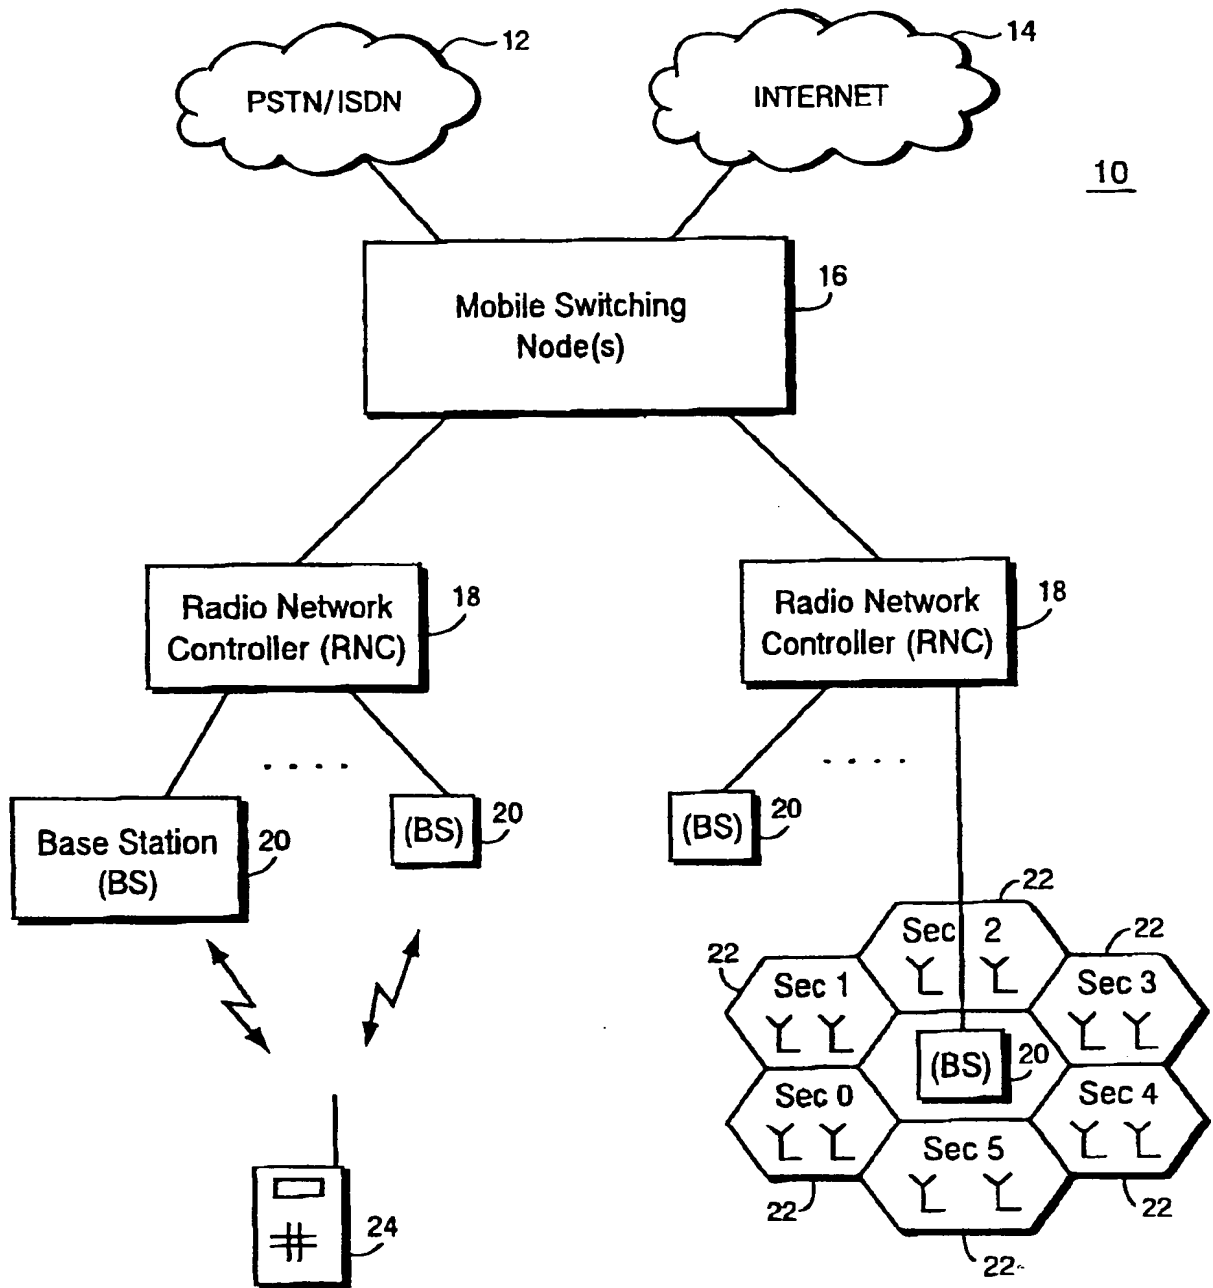 12
14
PSTN/ISDN
INTERNET
10
16
Mobile Switching
Node(s)
18
Radio Network
Controller (RNC)
18
Radio Network
Controller (RNC)
. . . .
. . . .
Base Station
(BS)
20
(BS)
20
(BS)
20
22
22
22
Sec 2
Sec 1
Sec 3
(BS)
20
Sec 0
Sec 4
Sec 5
22
22
22
24